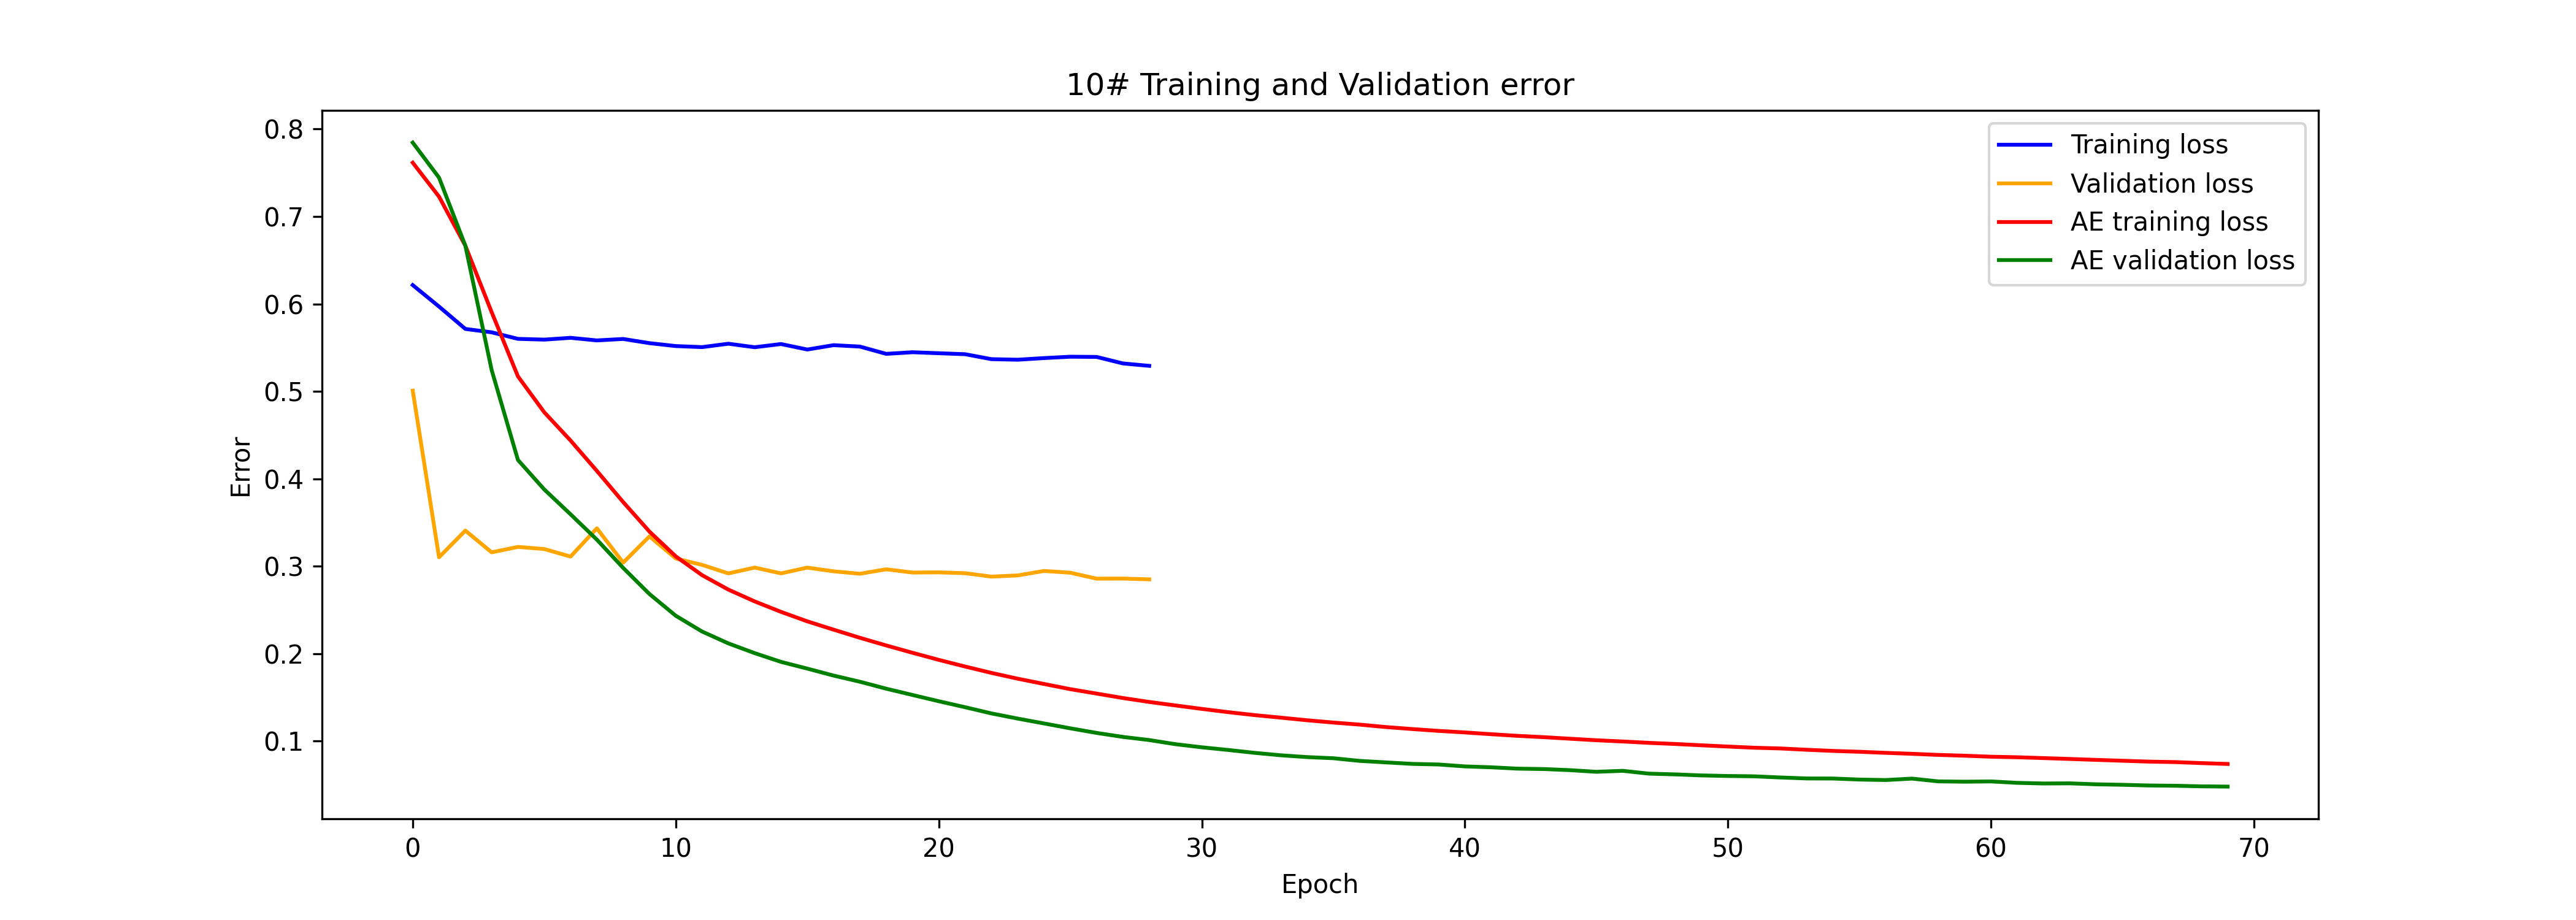 10# Training and Validation error
Training loss
Validation loss
AE training loss
AE validation loss
0.8
0.7
0.6
0.5
0.4
0.3
0.2
0.1
Error
0 10 20 30 40 50 60 70
Epoch